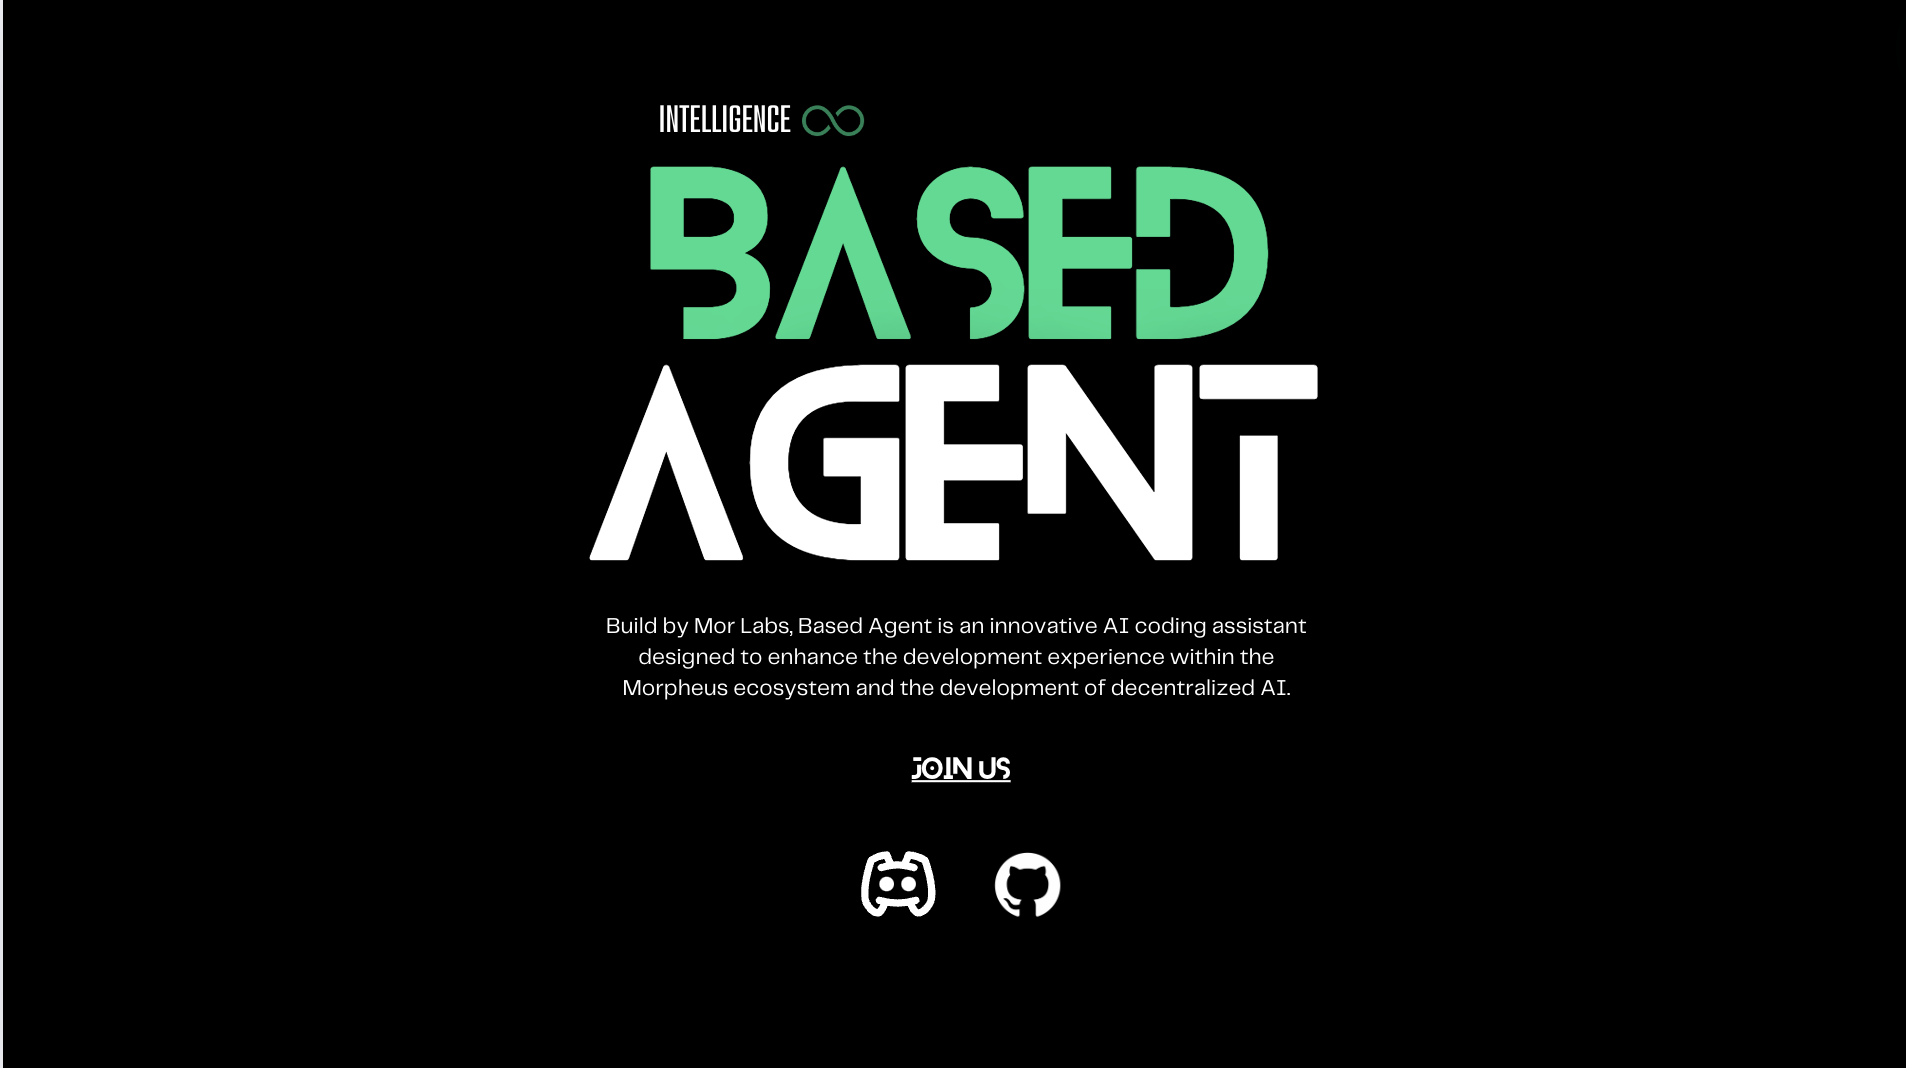 INTELLIGENCE
BASED
AGENT
Build by Mor Labs, Based Agent is an innovative AI coding assistant
designed to enhance the development experience within the
Morpheus ecosystem and the development of decentralized AI.
JOIN US